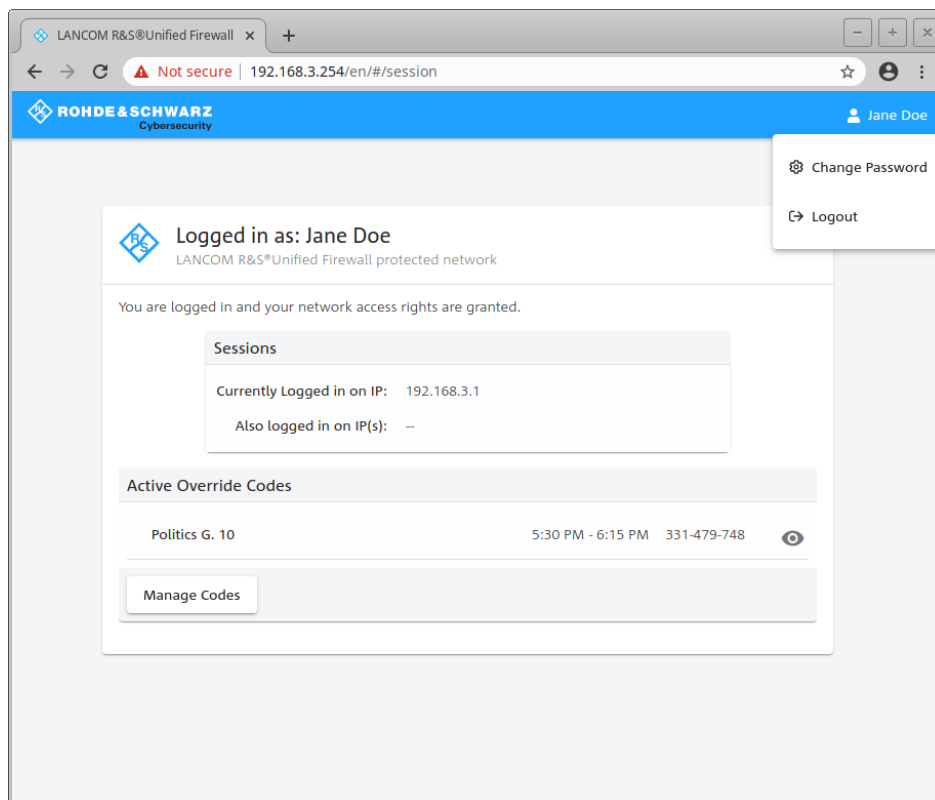 LANCOM R&S®Unified Firewall
Not secure | 192.168.3.254/en/#/session
ROHDE&SCHWARZ
Cybersecurity
Jane Doe
Change Password
Logout
R&S
Logged in as: Jane Doe
LANCOM R&S®Unified Firewall protected network
You are logged in and your network access rights are granted.
Sessions
Currently Logged in on IP: 192.168.3.1
Also logged in on IP(s): --
Active Override Codes
Politics G. 10 5:30 PM - 6:15 PM 331-479-748
Manage Codes